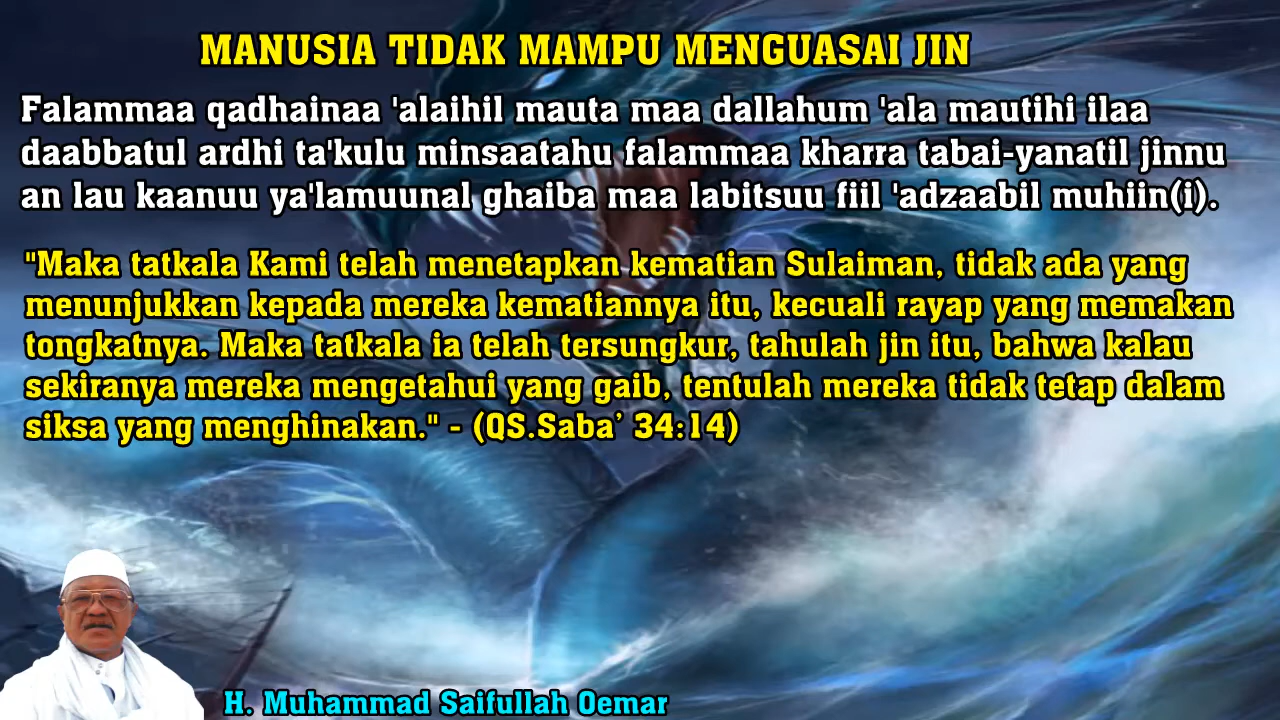 MANUSIA TIDAK MAMPU MENGUASAI JIN
Falammaa qadhainaa 'alaihil mauta maa dallahum 'ala mautihi ilaa
daabbatul ardhi ta'kulu minsaatahu falammaa kharra tabai-yanatil jinnu
an lau kaanuu ya'lamuunal ghaiba maa labitsuu fiil 'adzaabil muhiin(i).
"Maka tatkala Kami telah menetapkan kematian Sulaiman, tidak ada yang
menunjukkan kepada mereka kematiannya itu, kecuali rayap yang memakan
tongkatnya. Maka tatkala ia telah tersungkur, tahulah jin itu, bahwa kalau
sekiranya mereka mengetahui yang gaib, tentulah mereka tidak tetap dalam
siksa yang menghinakan." - (QS.Saba’ 34:14)
H. Muhammad Saifullah Oemar